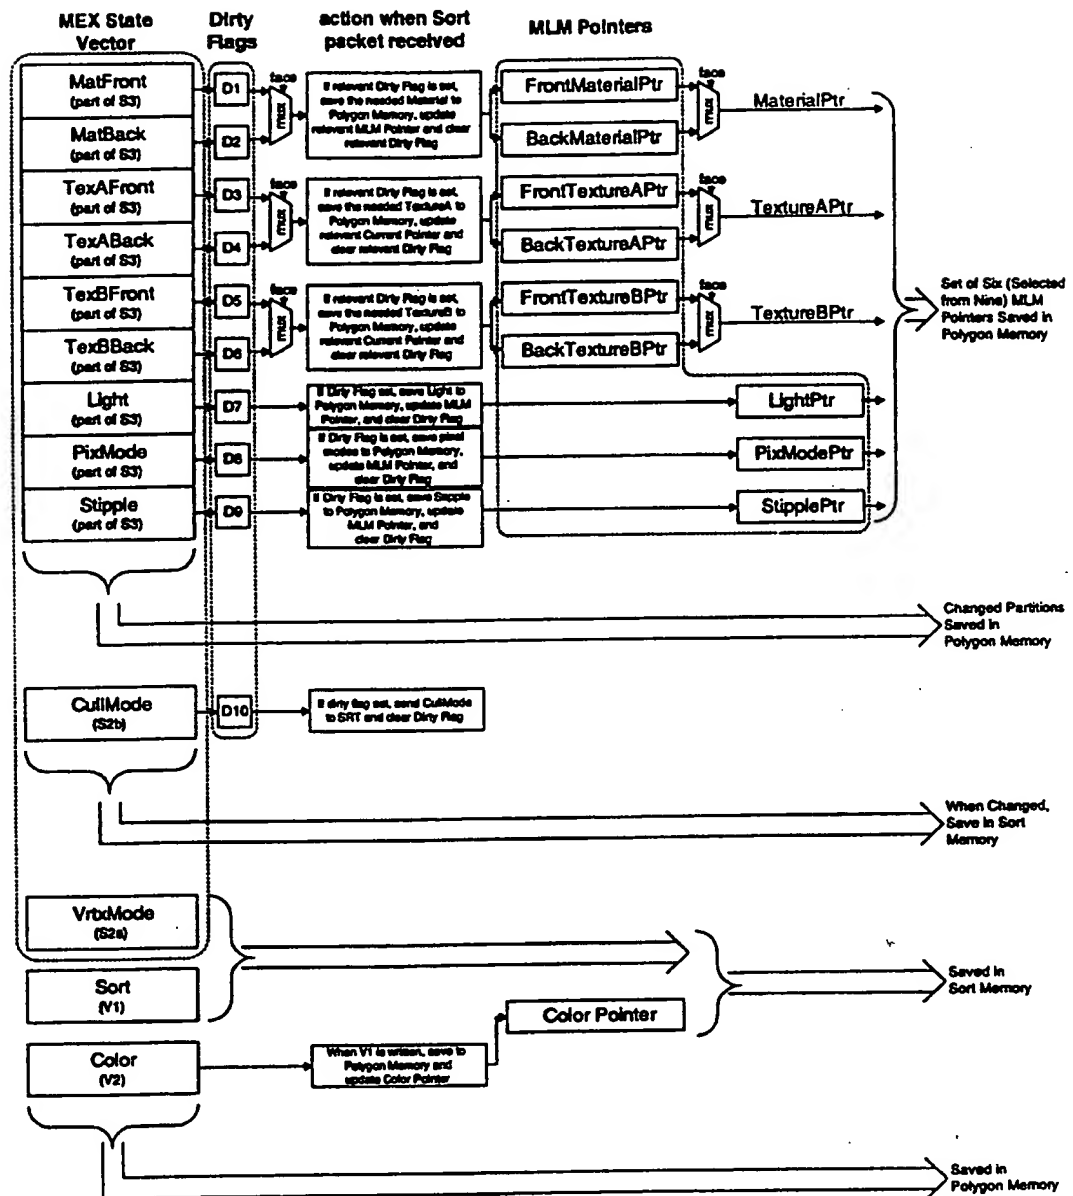 MEX State
Vector
Dirty
Flags
action when Sort
packet received
MLM Pointers
MatFront
(part of S3)
D1
face
mux
If relevant Dirty Flag is set,
save the needed Material to
Polygon Memory, update
relevant MLM Pointer and clear
relevant Dirty Flag
FrontMaterialPtr
face
mux
MaterialPtr
MatBack
(part of S3)
D2
BackMaterialPtr
TexAFront
(part of S3)
D3
face
mux
If relevant Dirty Flag is set,
save the needed TextureA to
Polygon Memory, update
relevant Current Pointer and
clear relevant Dirty Flag
FrontTextureAPtr
face
mux
TextureAPtr
TexABack
(part of S3)
D4
BackTextureAPtr
TexBFront
(part of S3)
D5
face
mux
If relevant Dirty Flag is set,
save the needed TextureB to
Polygon Memory, update
relevant Current Pointer and
clear relevant Dirty Flag
FrontTextureBPtr
face
mux
TextureBPtr
TexBBack
(part of S3)
D6
BackTextureBPtr
Set of Six (Selected
from Nine) MLM
Pointers Saved in
Polygon Memory
Light
(part of S3)
D7
If Dirty Flag set, save Light to
Polygon Memory, update MLM
Pointer, and clear Dirty Flag
LightPtr
PixMode
(part of S3)
D8
If Dirty Flag is set, save pixel
modes to Polygon Memory,
update MLM Pointer, and
clear Dirty Flag
PixModePtr
Stipple
(part of S3)
D9
If Dirty Flag is set, save Stipple
to Polygon Memory, update
MLM Pointer, and
clear Dirty Flag
StipplePtr
Changed Partitions
Saved in
Polygon Memory
CullMode
(S2b)
D10
If dirty flag set, send CullMode
to SRT and clear Dirty Flag
When Changed,
Save in Sort
Memory
VrtxMode
(S2a)
Sort
(V1)
Saved in
Sort Memory
Color Pointer
Color
(V2)
When V1 is written, save to
Polygon Memory and
update Color Pointer
Saved in
Polygon Memory